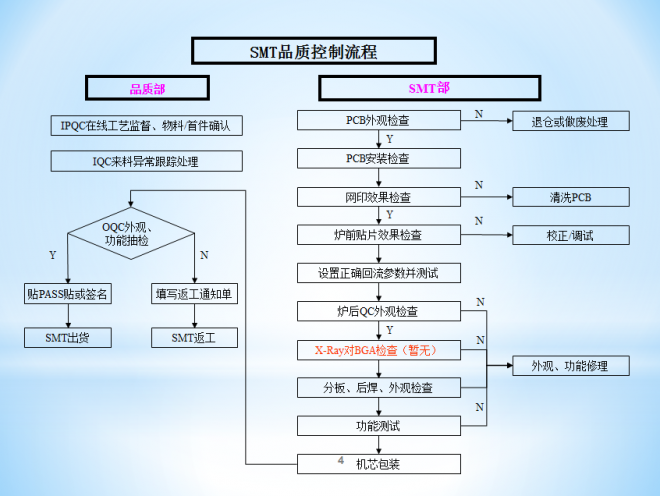 SMT品质控制流程
品质部
SMT部
IPQC在线工艺监督、物料/首件确认
IQC来料异常跟踪处理
OQC外观、
功能抽检
Y
N
贴PASS贴或签名
填写返工通知单
SMT出货
SMT返工
PCB外观检查
N
退仓或做废处理
Y
PCB安装检查
网印效果检查
N
清洗PCB
Y
炉前贴片效果检查
N
校正/调试
设置正确回流参数并测试
炉后QC外观检查
N
Y
X-Ray对BGA检查（暂无）
N
外观、功能修理
分板、后焊、外观检查
N
功能测试
机芯包装
4